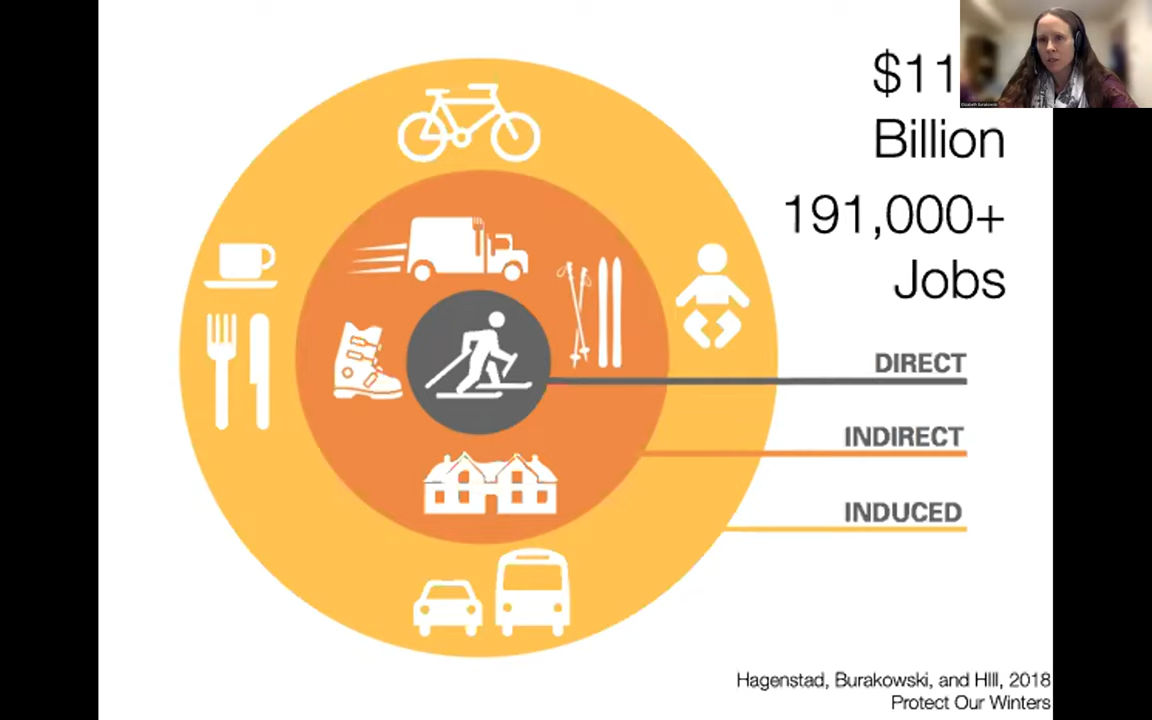 $11
Billion
191,000+
Jobs
DIRECT
INDIRECT
INDUCED
Hagenstad, Burakowski, and HIll, 2018
Protect Our Winters